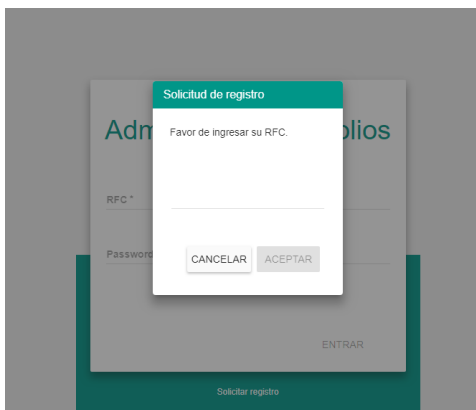 Solicitud de registro
Adm
olios
Favor de ingresar su RFC.
RFC *
Password
CANCELAR
ACEPTAR
ENTRAR
Solicitar registro